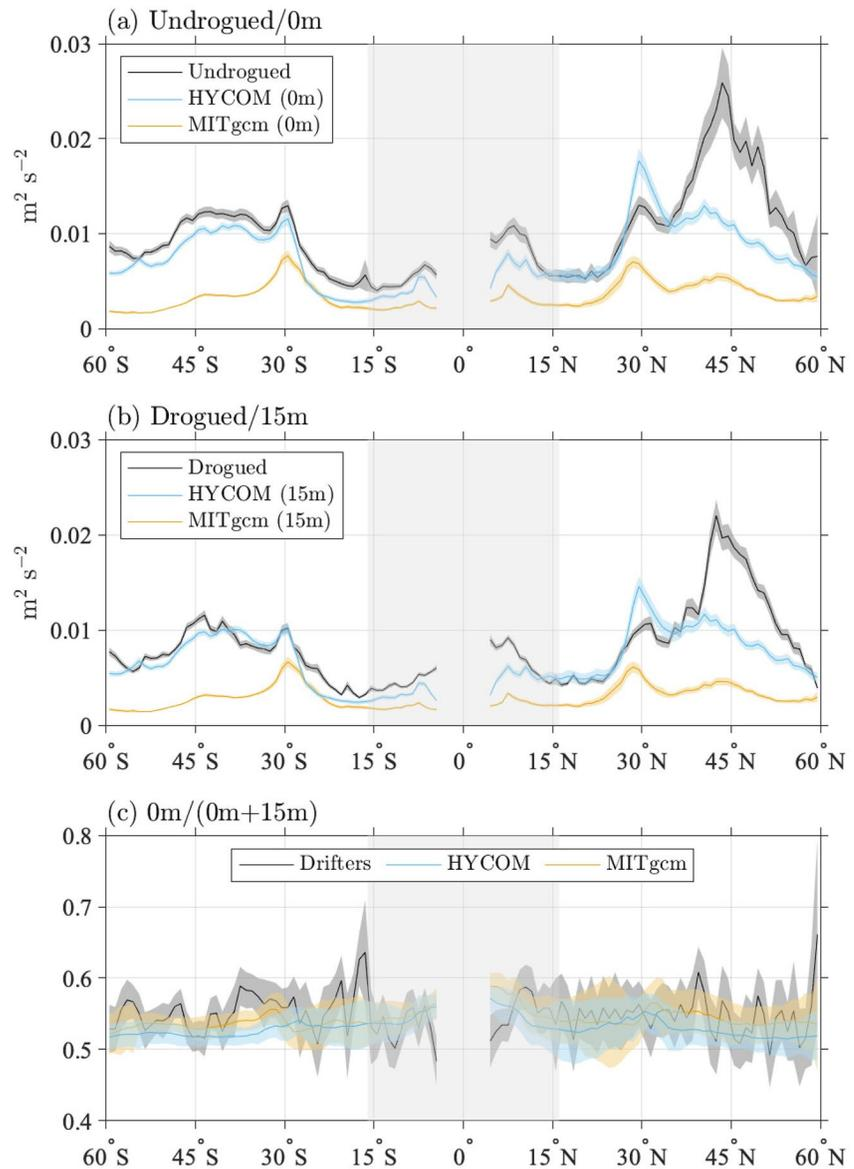 (a) Undrogued/0m
0.03
0.02
0.01
0
m² s⁻²
Undrogued
HYCOM (0m)
MITgcm (0m)
60°S 45°S 30°S 15°S 0° 15°N 30°N 45°N 60°N
(b) Drogued/15m
0.03
0.02
0.01
0
m² s⁻²
Drogued
HYCOM (15m)
MITgcm (15m)
60°S 45°S 30°S 15°S 0° 15°N 30°N 45°N 60°N
(c) 0m/(0m+15m)
0.8
0.7
0.6
0.5
0.4
Drifters HYCOM MITgcm
60°S 45°S 30°S 15°S 0° 15°N 30°N 45°N 60°N